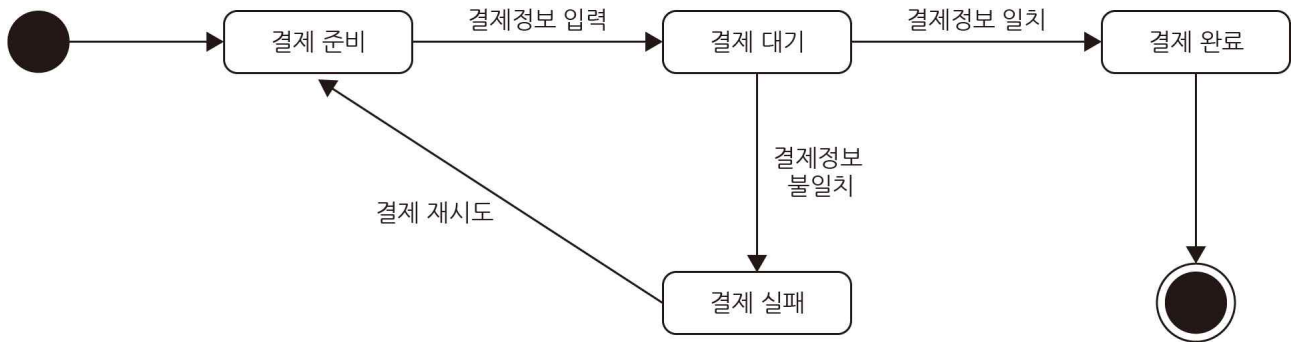 결제 준비
결제정보 입력
결제 대기
결제정보 일치
결제 완료
결제정보
불일치
결제 재시도
결제 실패